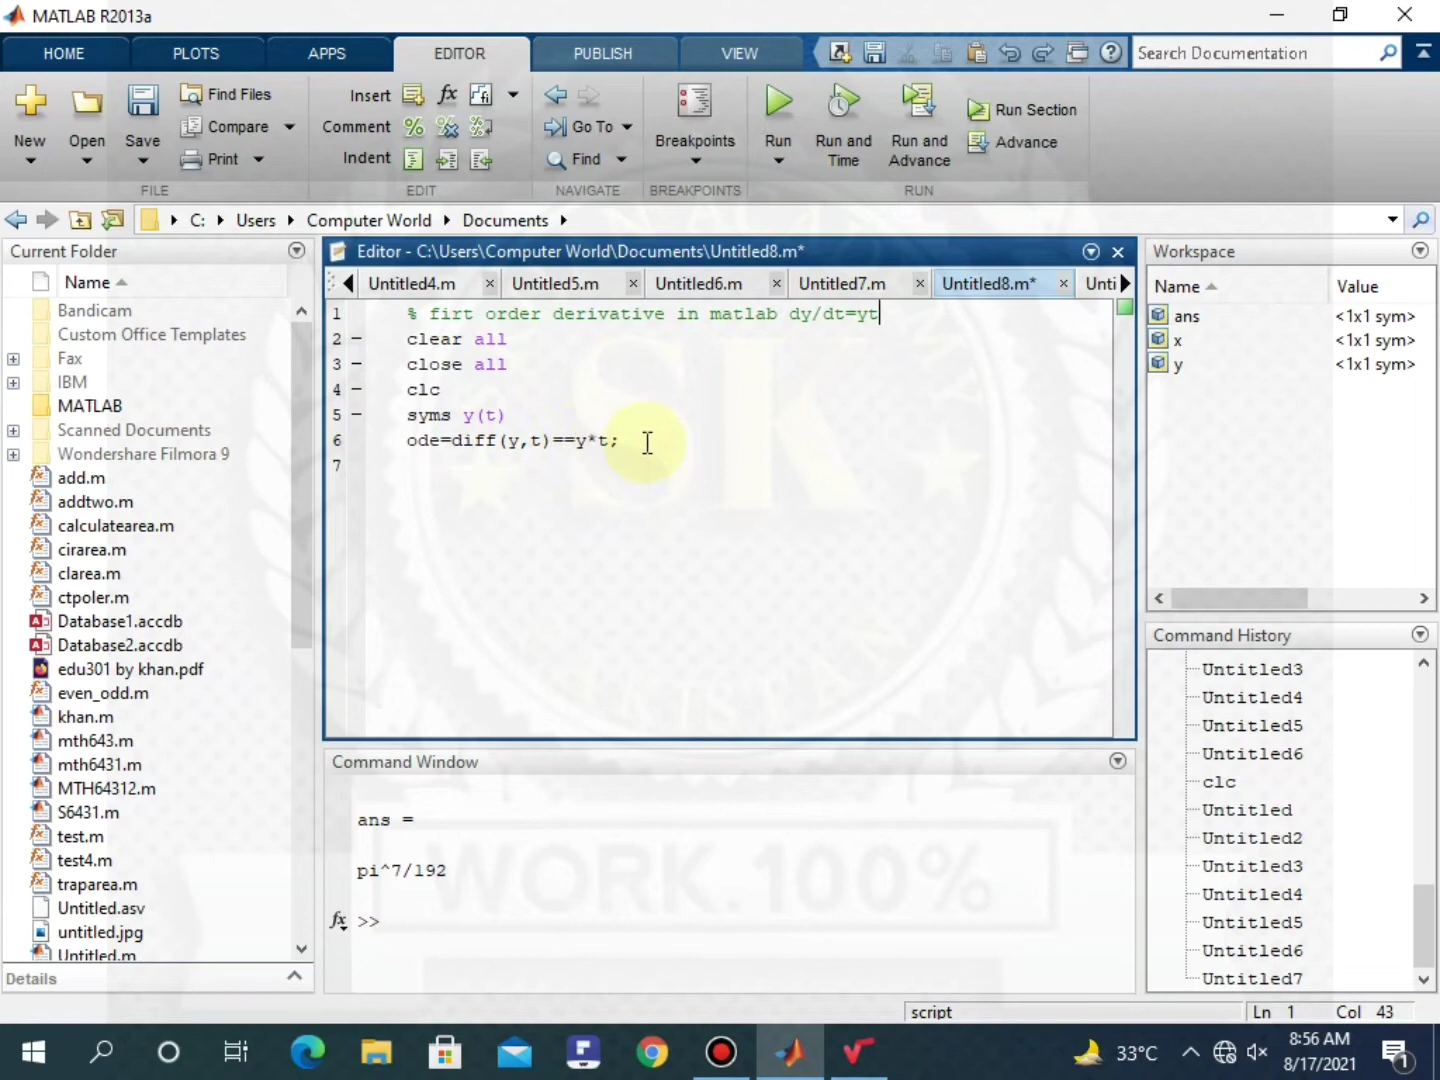 MATLAB R2013a
HOME PLOTS APPS EDITOR PUBLISH VIEW Search Documentation
Find Files Insert fx
Compare Comment Go To Run Section
New Open Save Print Indent Find Breakpoints Run Run and Time Run and Advance Advance
FILE EDIT NAVIGATE BREAKPOINTS RUN
C: Users Computer World Documents
Current Folder
Name
Bandicam
Custom Office Templates
Fax
IBM
MATLAB
Scanned Documents
Wondershare Filmora 9
add.m
addtwo.m
calculatearea.m
cirarea.m
clarea.m
ctpoler.m
Database1.accdb
Database2.accdb
edu301 by khan.pdf
even_odd.m
khan.m
mth643.m
mth6431.m
MTH64312.m
S6431.m
test.m
test4.m
traparea.m
Untitled.asv
untitled.jpg
Untitled.m
Details
Editor - C:\Users\Computer World\Documents\Untitled8.m*
Untitled4.m Untitled5.m Untitled6.m Untitled7.m Untitled8.m* Unti
1 % firt order derivative in matlab dy/dt=yt
2 - clear all
3 - close all
4 - clc
5 - syms y(t)
6 ode=diff(y,t)==y*t;
7
SK
Command Window
ans =
pi^7/192
fx >>
WORK.100%
Workspace
Name Value
ans <1x1 sym>
x <1x1 sym>
y <1x1 sym>
Command History
Untitled3
Untitled4
Untitled5
Untitled6
clc
Untitled
Untitled2
Untitled3
Untitled4
Untitled5
Untitled6
Untitled7
script Ln 1 Col 43
33°C 8:56 AM
8/17/2021
1